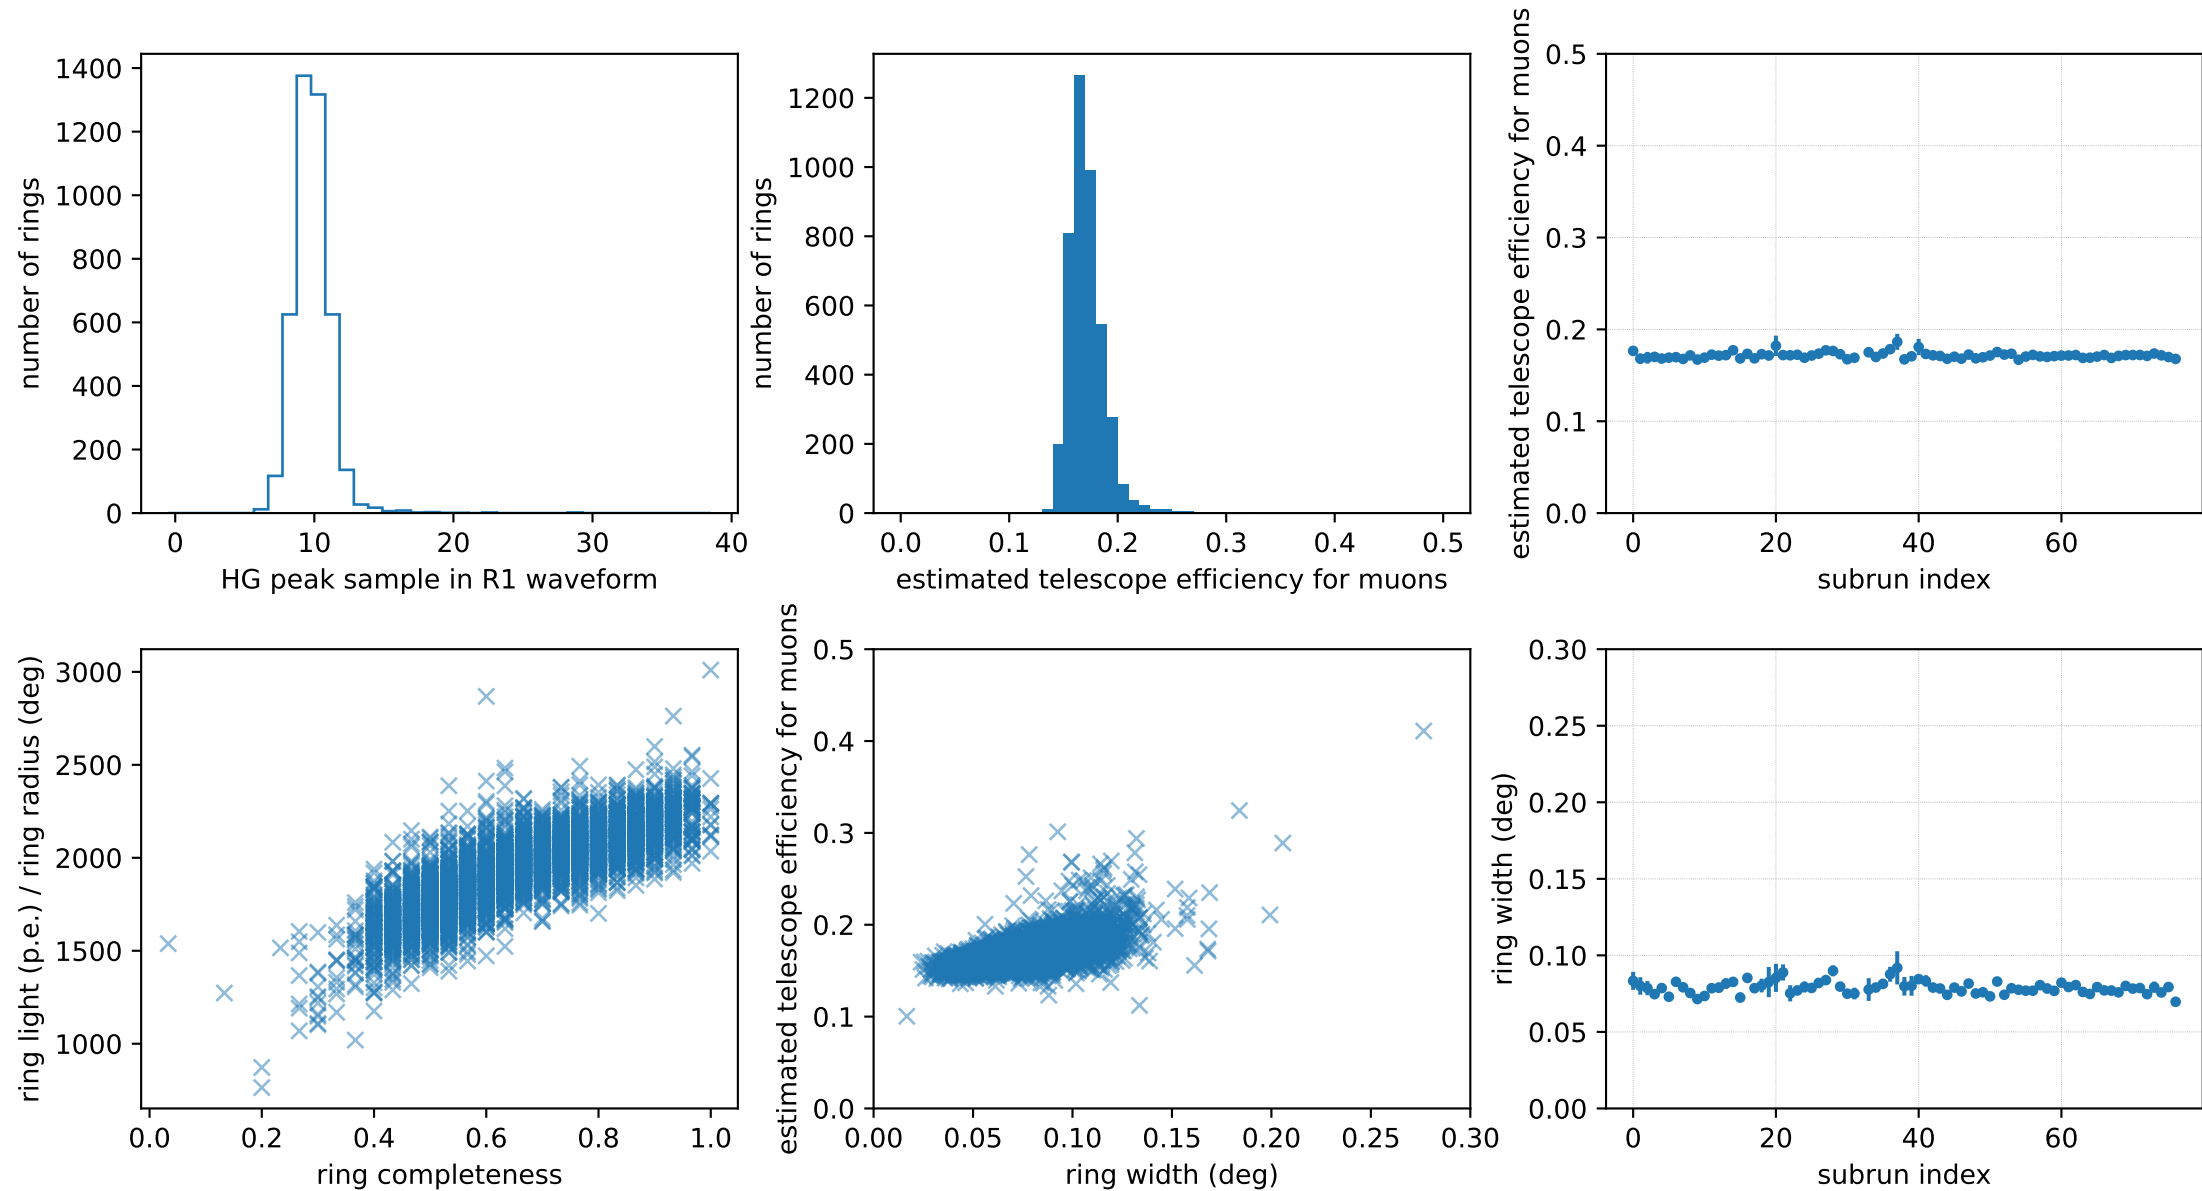 1400
1200
1000
800
600
400
200
0
number of rings
0 10 20 30 40
HG peak sample in R1 waveform
1200
1000
800
600
400
200
0
number of rings
0.0 0.1 0.2 0.3 0.4 0.5
estimated telescope efficiency for muons
0.5
0.4
0.3
0.2
0.1
0.0
estimated telescope efficiency for muons
0 20 40 60
subrun index
3000
2500
2000
1500
1000
ring light (p.e.) / ring radius (deg)
0.0 0.2 0.4 0.6 0.8 1.0
ring completeness
0.5
0.4
0.3
0.2
0.1
0.0
estimated telescope efficiency for muons
0.00 0.05 0.10 0.15 0.20 0.25 0.30
ring width (deg)
0.30
0.25
0.20
0.15
0.10
0.05
0.00
ring width (deg)
0 20 40 60
subrun index